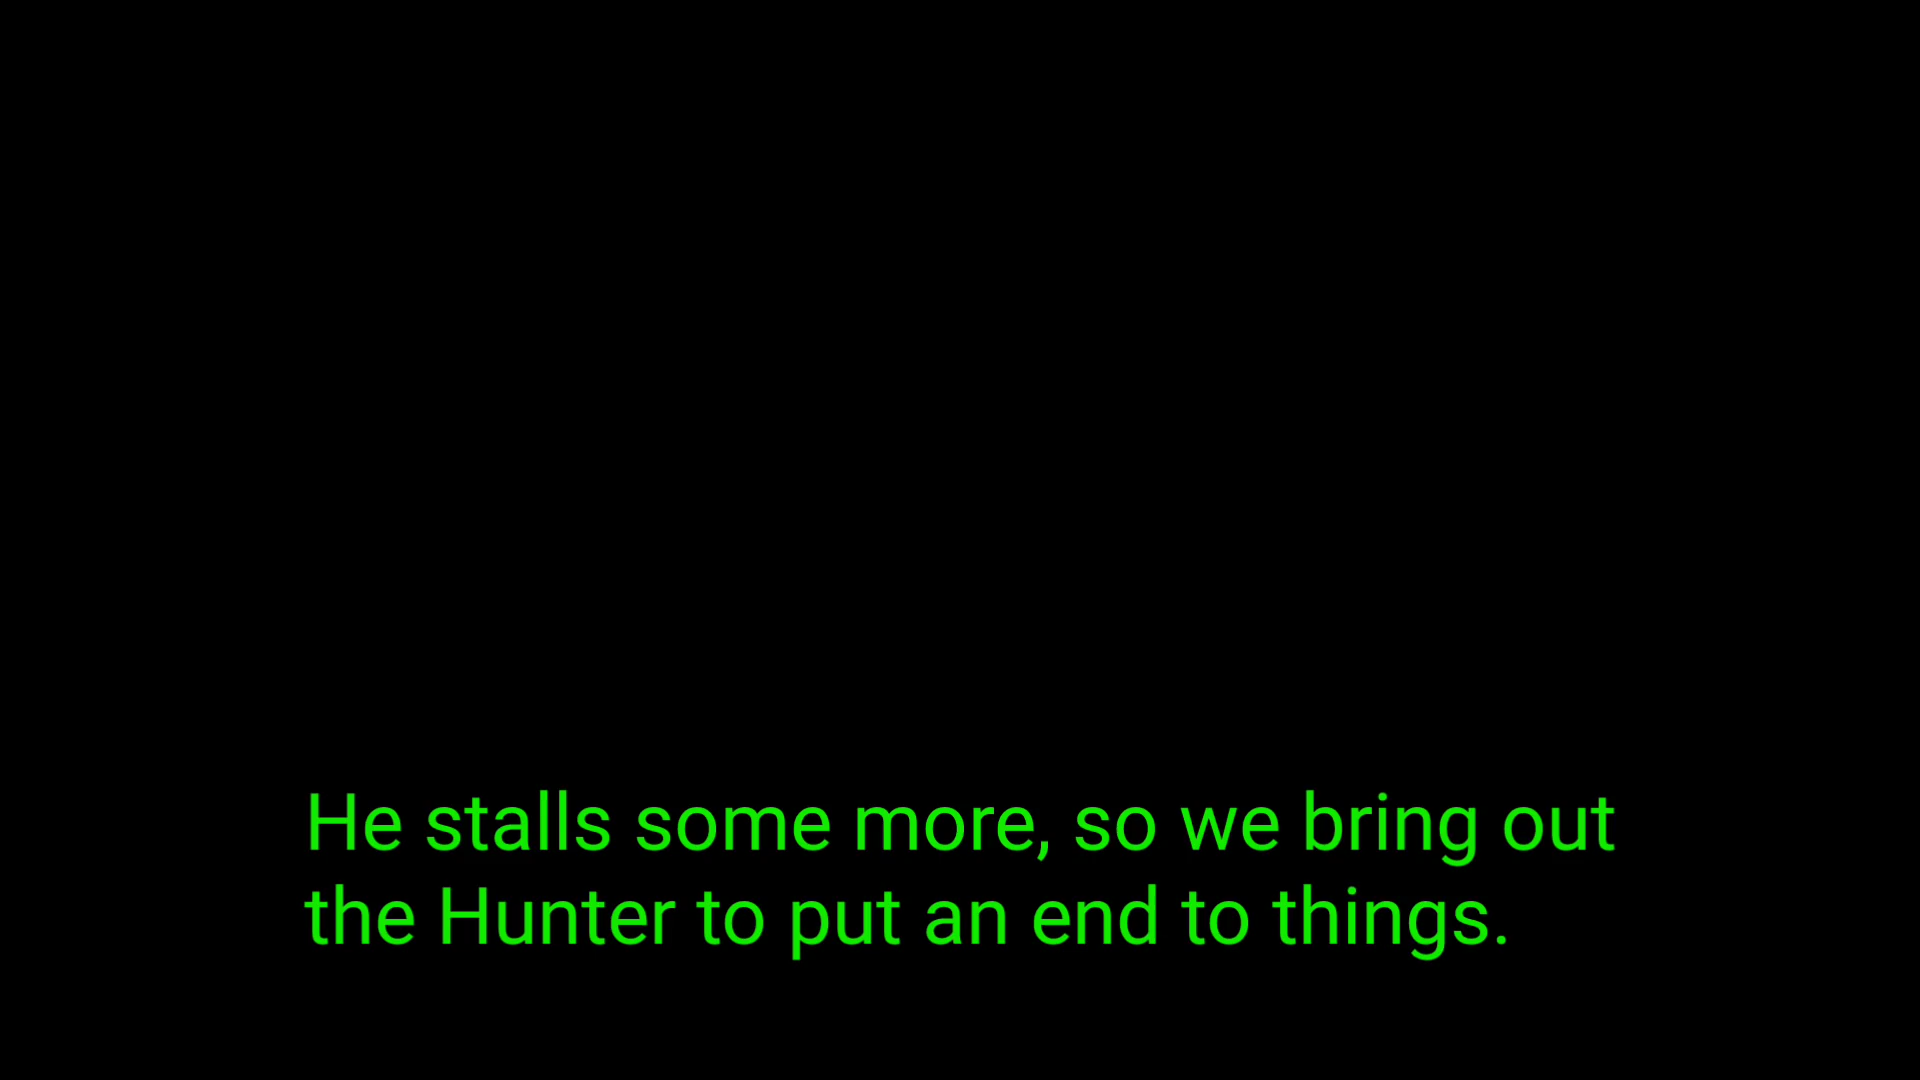 He stalls some more, so we bring out
the Hunter to put an end to things.